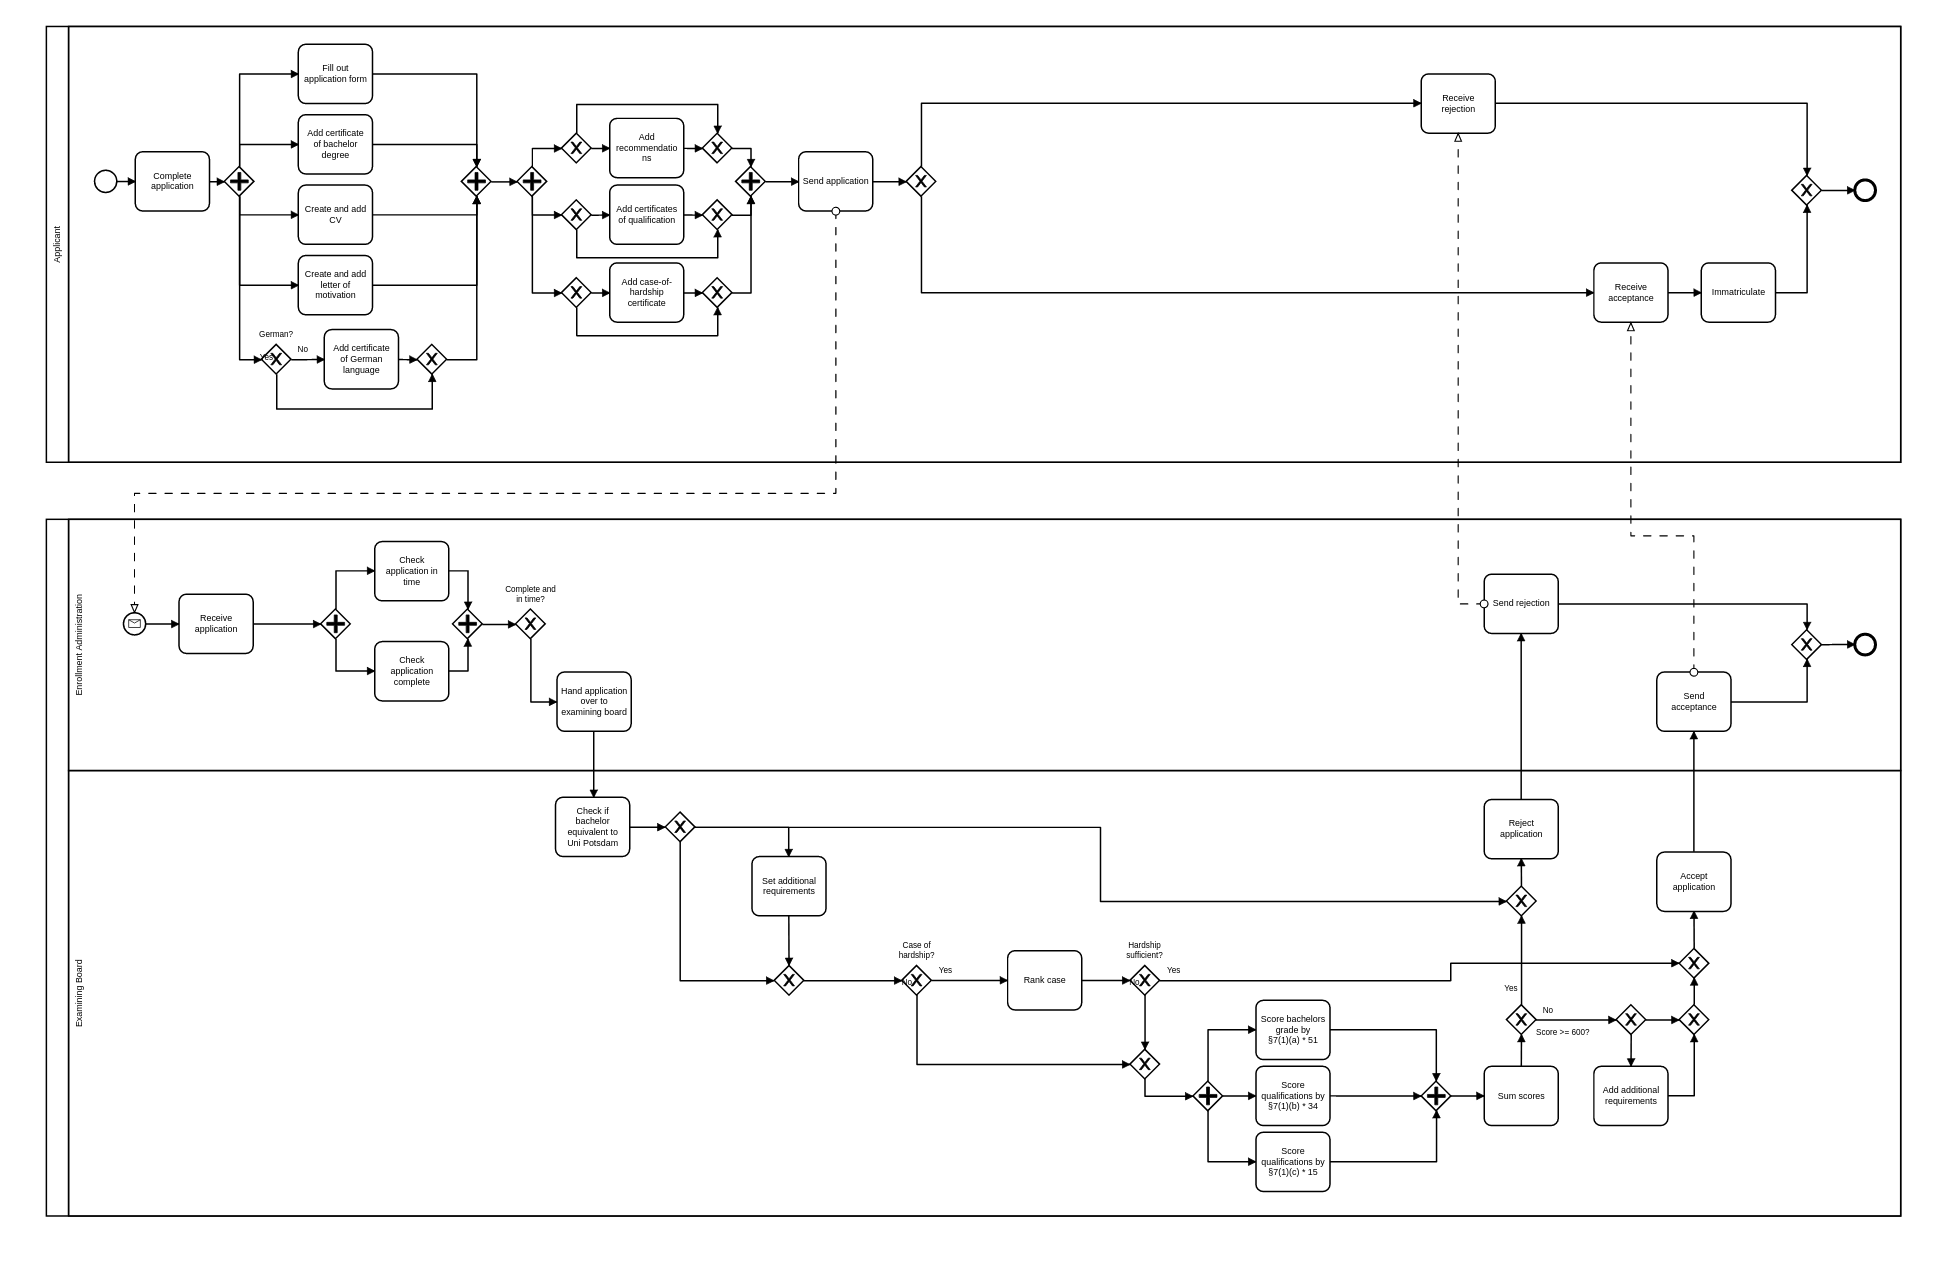 Applicant
Complete
application
Fill out
application form
Add certificate
of bachelor
degree
Create and add
CV
Create and add
letter of
motivation
German?
Yes
No
Add certificate
of German
language
Add
recommendatio
ns
Add certificates
of qualification
Add case-of-
hardship
certificate
Send application
Receive
rejection
Receive
acceptance
Immatriculate
Enrollment Administration
Receive
application
Check
application in
time
Check
application
complete
Complete and
in time?
Hand application
over to
examining board
Send rejection
Send
acceptance
Examining Board
Check if
bachelor
equivalent to
Uni Potsdam
Set additional
requirements
Case of
hardship?
No
Yes
Rank case
Hardship
sufficient?
No
Yes
Score bachelors
grade by
§7(1)(a) * 51
Score
qualifications by
§7(1)(b) * 34
Score
qualifications by
§7(1)(c) * 15
Sum scores
Yes
No
Score >= 600?
Add additional
requirements
Reject
application
Accept
application